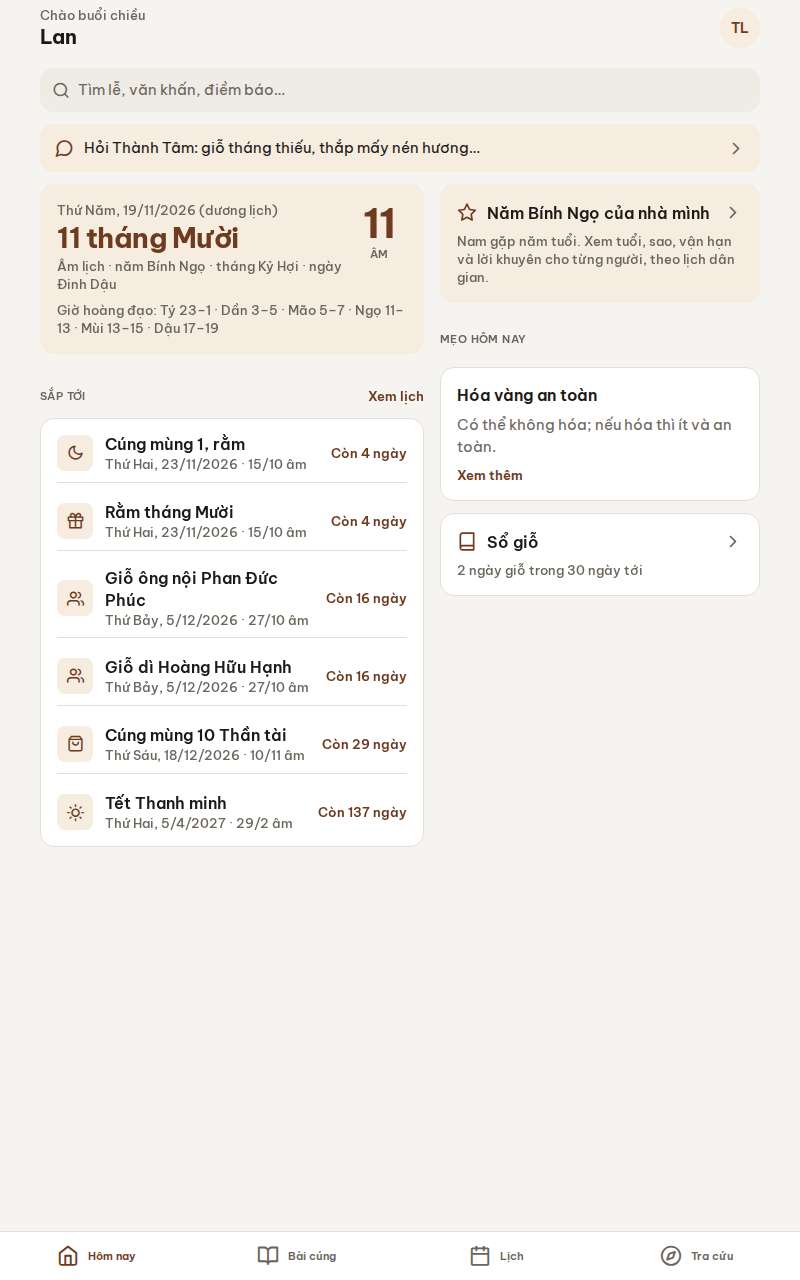 Chào buổi chiều
Lan
TL
Tìm lễ, văn khấn, điềm báo...
Hỏi Thành Tâm: giỗ tháng thiếu, thắp mấy nén hương...
Thứ Năm, 19/11/2026 (dương lịch)
11 tháng Mười
Âm lịch · năm Bính Ngọ · tháng Kỷ Hợi · ngày
Đinh Dậu
11
ÂM
Giờ hoàng đạo: Tý 23–1 · Dần 3–5 · Mão 5–7 · Ngọ 11–
13 · Mùi 13–15 · Dậu 17–19
SẮP TỚI
Xem lịch
Cúng mùng 1, rằm
Thứ Hai, 23/11/2026 · 15/10 âm
Còn 4 ngày
Rằm tháng Mười
Thứ Hai, 23/11/2026 · 15/10 âm
Còn 4 ngày
Giỗ ông nội Phan Đức
Phúc
Thứ Bảy, 5/12/2026 · 27/10 âm
Còn 16 ngày
Giỗ dì Hoàng Hữu Hạnh
Thứ Bảy, 5/12/2026 · 27/10 âm
Còn 16 ngày
Cúng mùng 10 Thần tài
Thứ Sáu, 18/12/2026 · 10/11 âm
Còn 29 ngày
Tết Thanh minh
Thứ Hai, 5/4/2027 · 29/2 âm
Còn 137 ngày
Năm Bính Ngọ của nhà mình
Nam gặp năm tuổi. Xem tuổi, sao, vận hạn
và lời khuyên cho từng người, theo lịch dân
gian.
MẸO HÔM NAY
Hóa vàng an toàn
Có thể không hóa; nếu hóa thì ít và an
toàn.
Xem thêm
Sổ giỗ
2 ngày giỗ trong 30 ngày tới
Hôm nay
Bài cúng
Lịch
Tra cứu